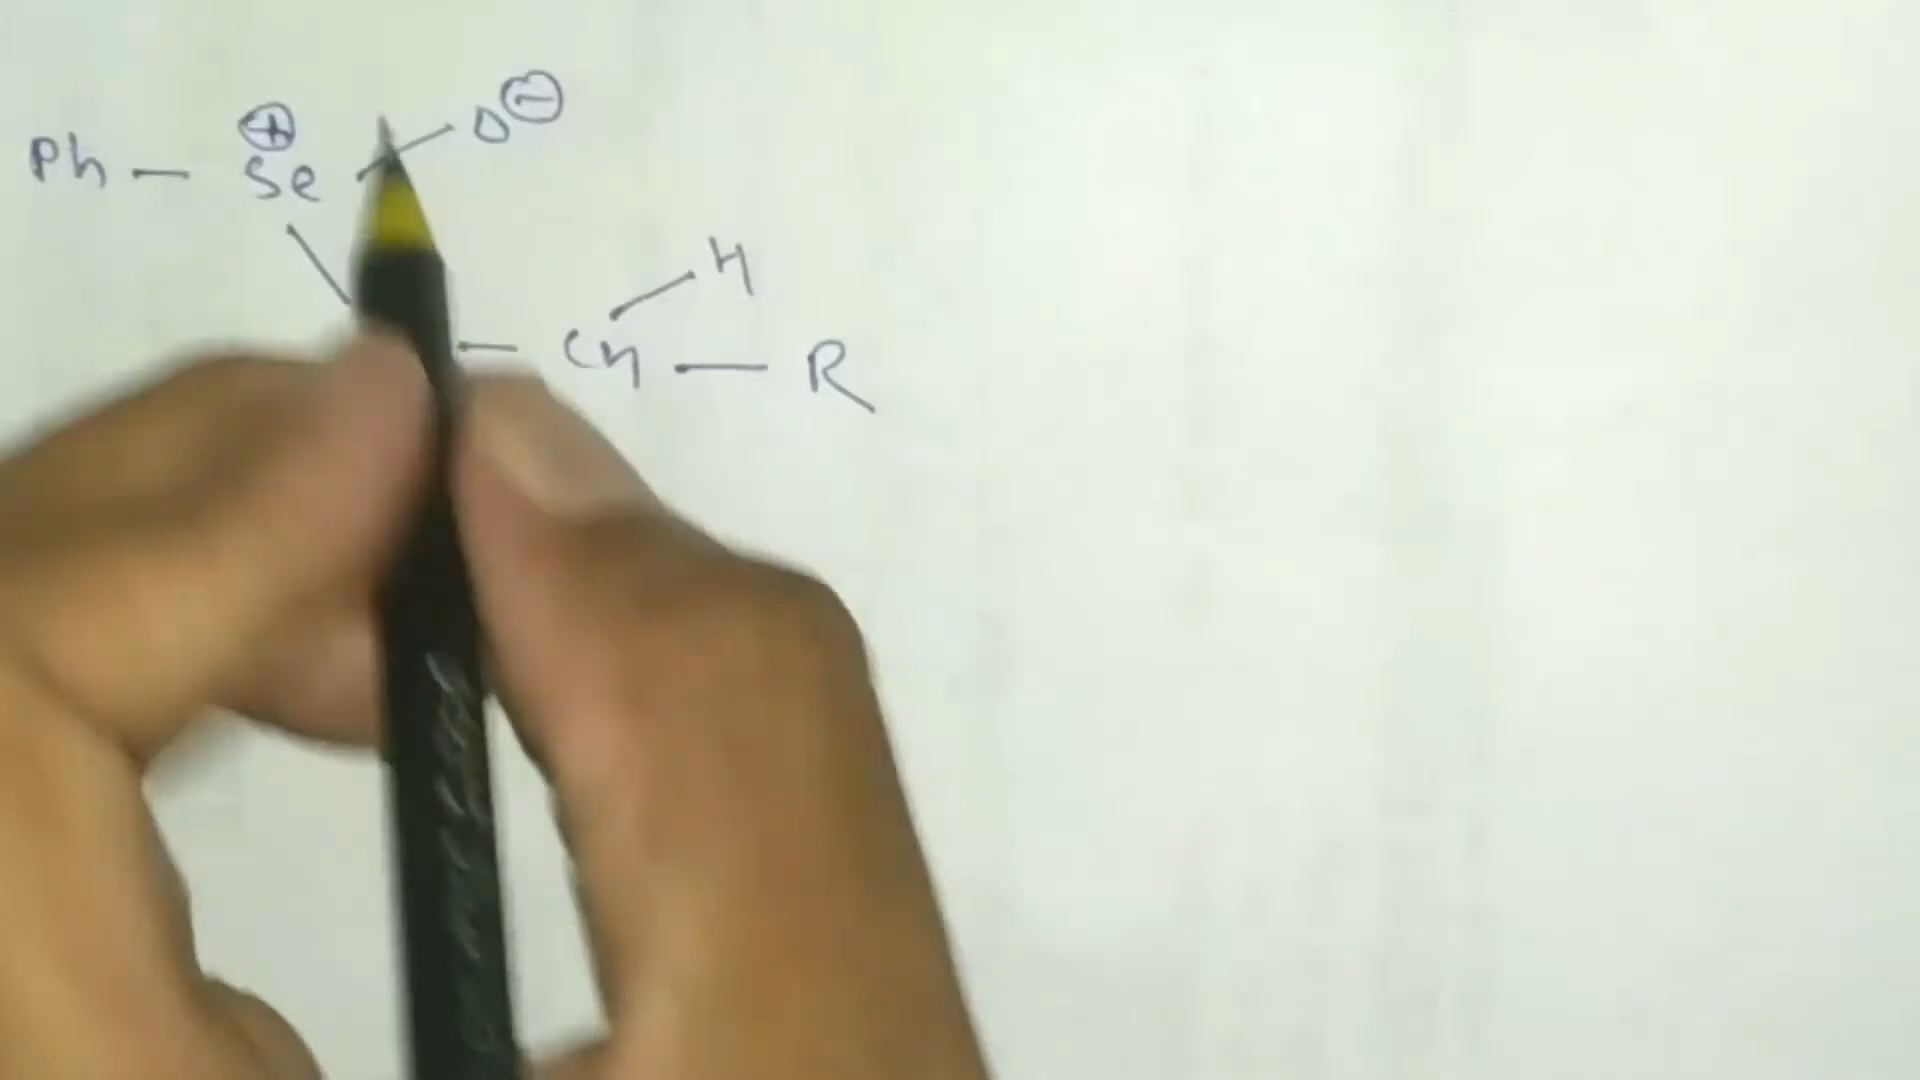 Ph — Se⊕ — O⊖
H
— CH — R